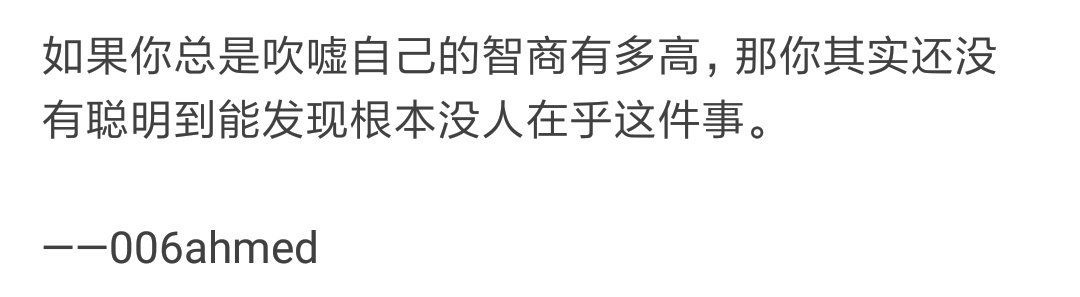 如果你总是吹嘘自己的智商有多高，那你其实还没
有聪明到能发现根本没人在乎这件事。
——006ahmed